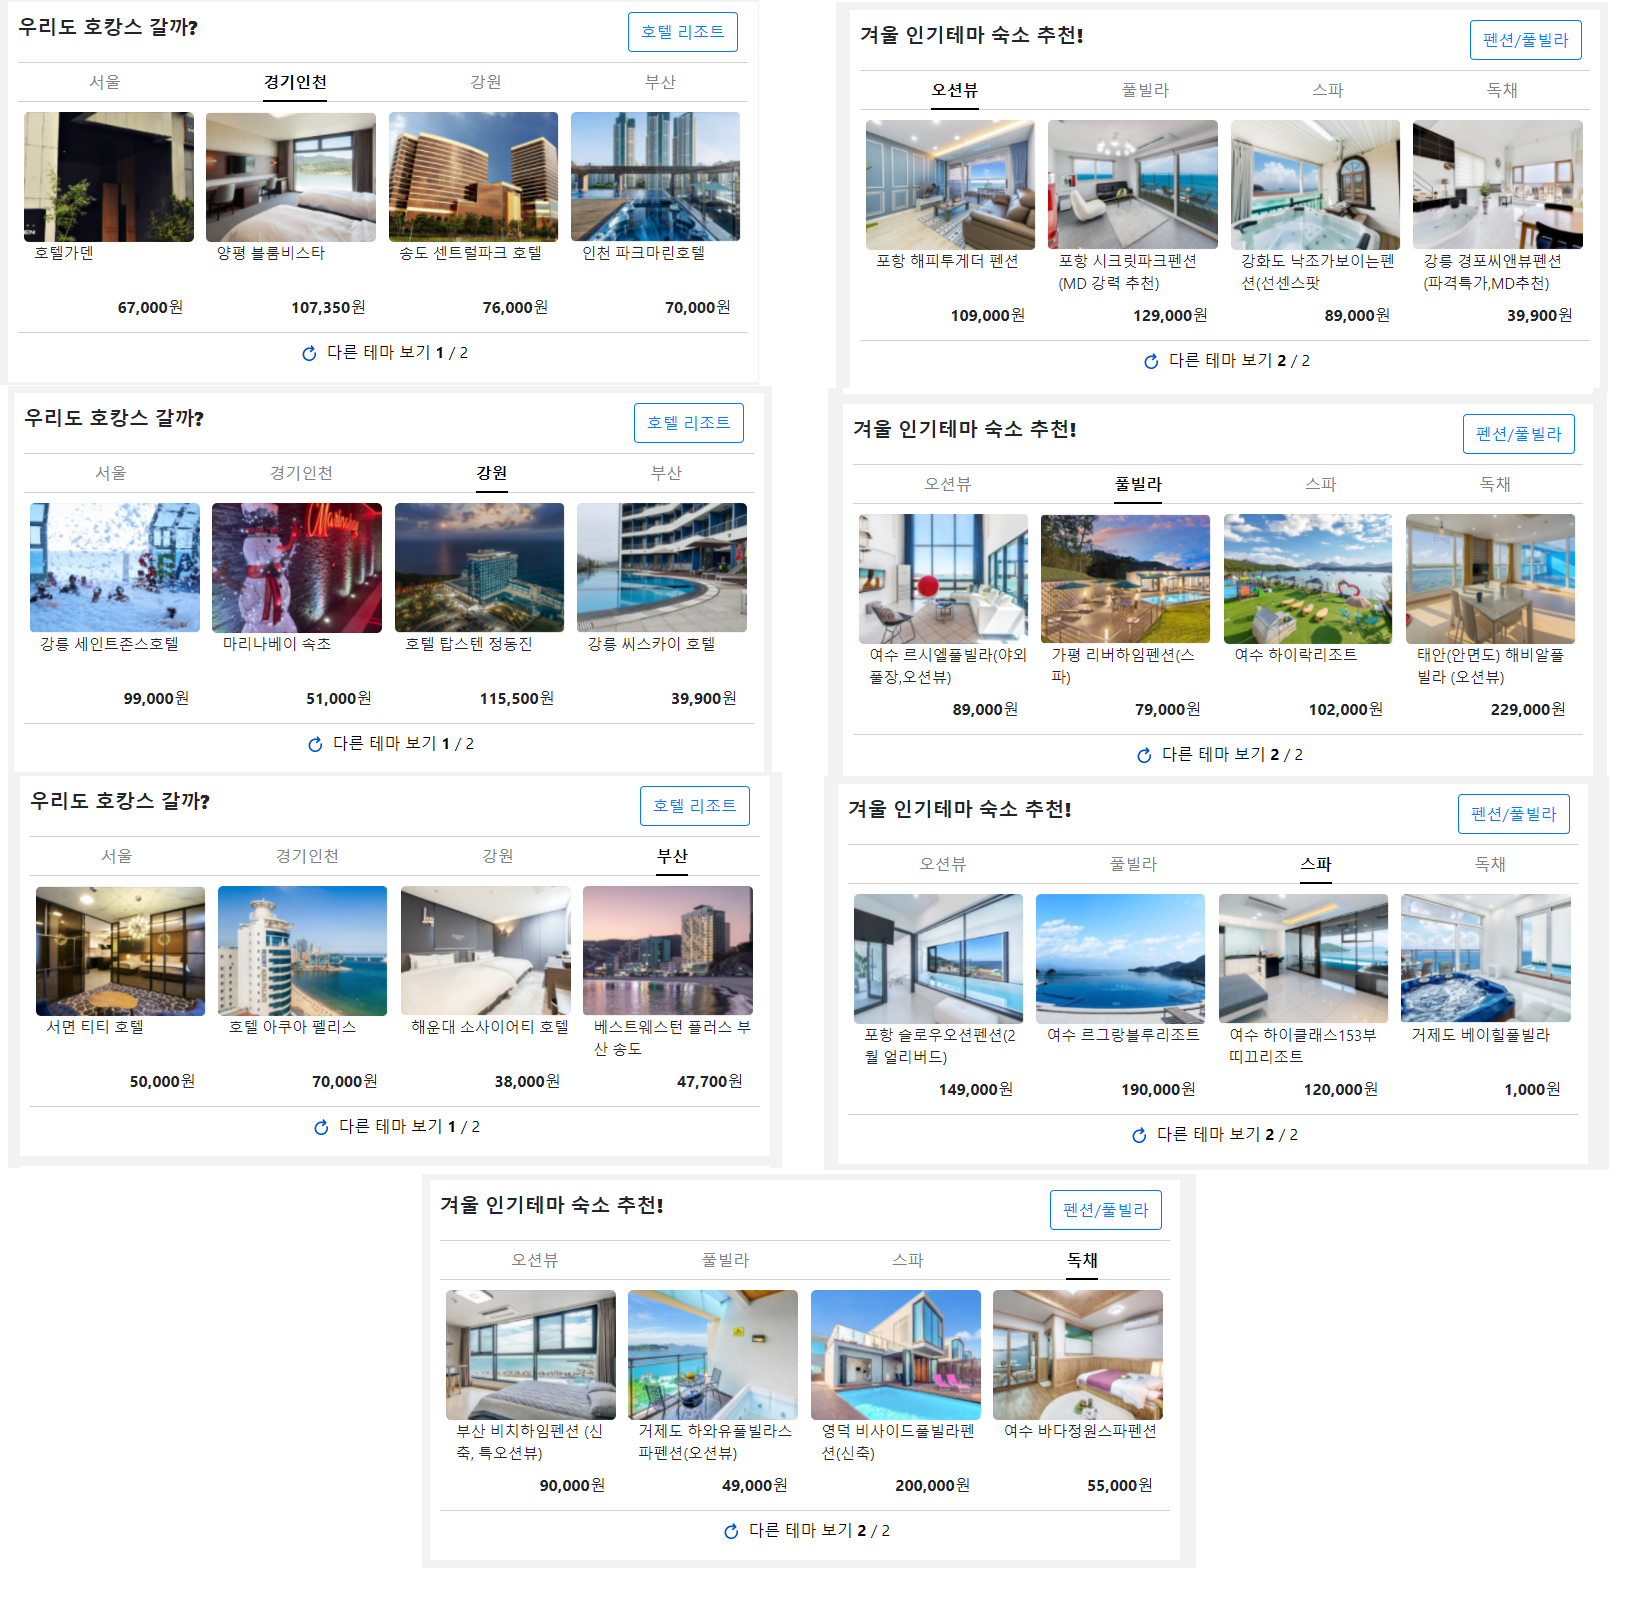 우리도 호캉스 갈까?
호텔 리조트
서울 경기인천 강원 부산
호텔가덴 양평 블룸비스타 송도 센트럴파크 호텔 인천 파크마린호텔
67,000원 107,350원 76,000원 70,000원
다른 테마 보기 1 / 2
겨울 인기테마 숙소 추천!
펜션/풀빌라
오션뷰 풀빌라 스파 독채
포항 해피투게더 펜션
포항 시크릿파크펜션
(MD 강력 추천)
강화도 낙조가보이는펜
션(선셋스팟
강릉 경포씨앤뷰펜션
(파격특가,MD추천)
109,000원 129,000원 89,000원 39,900원
다른 테마 보기 2 / 2
우리도 호캉스 갈까?
호텔 리조트
서울 경기인천 강원 부산
Marinabay
강릉 세인트존스호텔 마리나베이 속초 호텔 탑스텐 정동진 강릉 씨스카이 호텔
99,000원 51,000원 115,500원 39,900원
다른 테마 보기 1 / 2
겨울 인기테마 숙소 추천!
펜션/풀빌라
오션뷰 풀빌라 스파 독채
여수 르시엘풀빌라(야외
풀장,오션뷰)
가평 리버하임펜션(스
파)
여수 하이락리조트
태안(안면도) 해비알풀
빌라 (오션뷰)
89,000원 79,000원 102,000원 229,000원
다른 테마 보기 2 / 2
우리도 호캉스 갈까?
호텔 리조트
서울 경기인천 강원 부산
서면 티티 호텔
호텔 아쿠아 펠리스
해운대 소사이어티 호텔
베스트웨스턴 플러스 부
산 송도
50,000원 70,000원 38,000원 47,700원
다른 테마 보기 1 / 2
겨울 인기테마 숙소 추천!
펜션/풀빌라
오션뷰 풀빌라 스파 독채
포항 슬로우오션펜션(2
월 얼리버드)
여수 르그랑블루리조트
여수 하이클래스153부
띠끄리조트
거제도 베이힐풀빌라
149,000원 190,000원 120,000원 1,000원
다른 테마 보기 2 / 2
겨울 인기테마 숙소 추천!
펜션/풀빌라
오션뷰 풀빌라 스파 독채
부산 비치하임펜션 (신
축, 특오션뷰)
거제도 하와유풀빌라스
파펜션(오션뷰)
영덕 비사이드풀빌라펜
션(신축)
여수 바다정원스파펜션
90,000원 49,000원 200,000원 55,000원
다른 테마 보기 2 / 2